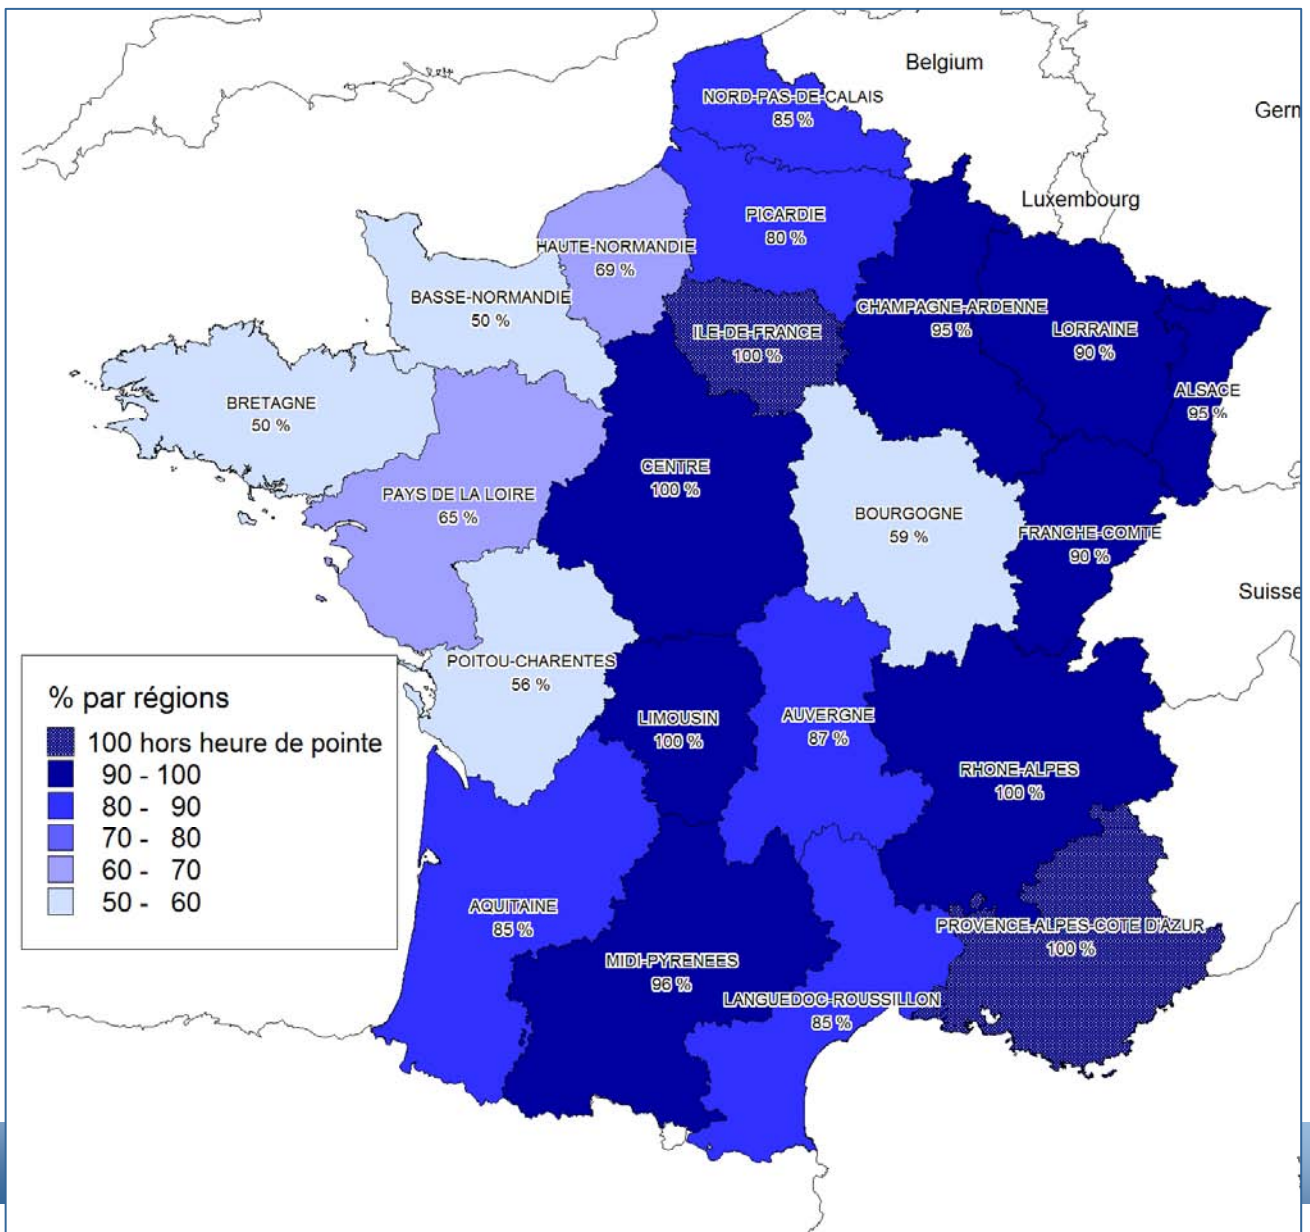 Belgium
NORD-PAS-DE-CALAIS
85 %
Germ
Luxembourg
PICARDIE
80 %
HAUTE-NORMANDIE
69 %
BASSE-NORMANDIE
50 %
ILE-DE-FRANCE
100 %
CHAMPAGNE-ARDENNE
95 %
LORRAINE
90 %
ALSACE
95 %
BRETAGNE
50 %
CENTRE
100 %
PAYS DE LA LOIRE
65 %
BOURGOGNE
59 %
FRANCHE-COMTE
90 %
Suisse
POITOU-CHARENTES
56 %
LIMOUSIN
100 %
AUVERGNE
87 %
RHONE-ALPES
100 %
% par régions
100 hors heure de pointe
90 - 100
80 - 90
70 - 80
60 - 70
50 - 60
AQUITAINE
85 %
MIDI-PYRENEES
96 %
LANGUEDOC-ROUSSILLON
85 %
PROVENCE-ALPES-COTE D'AZUR
100 %